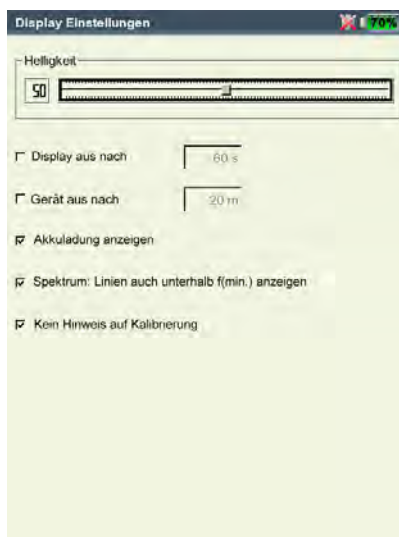 Display Einstellungen
70%
Helligkeit
50
Display aus nach
60 s
Gerät aus nach
20 m
Akkuladung anzeigen
Spektrum: Linien auch unterhalb f(min.) anzeigen
Kein Hinweis auf Kalibrierung